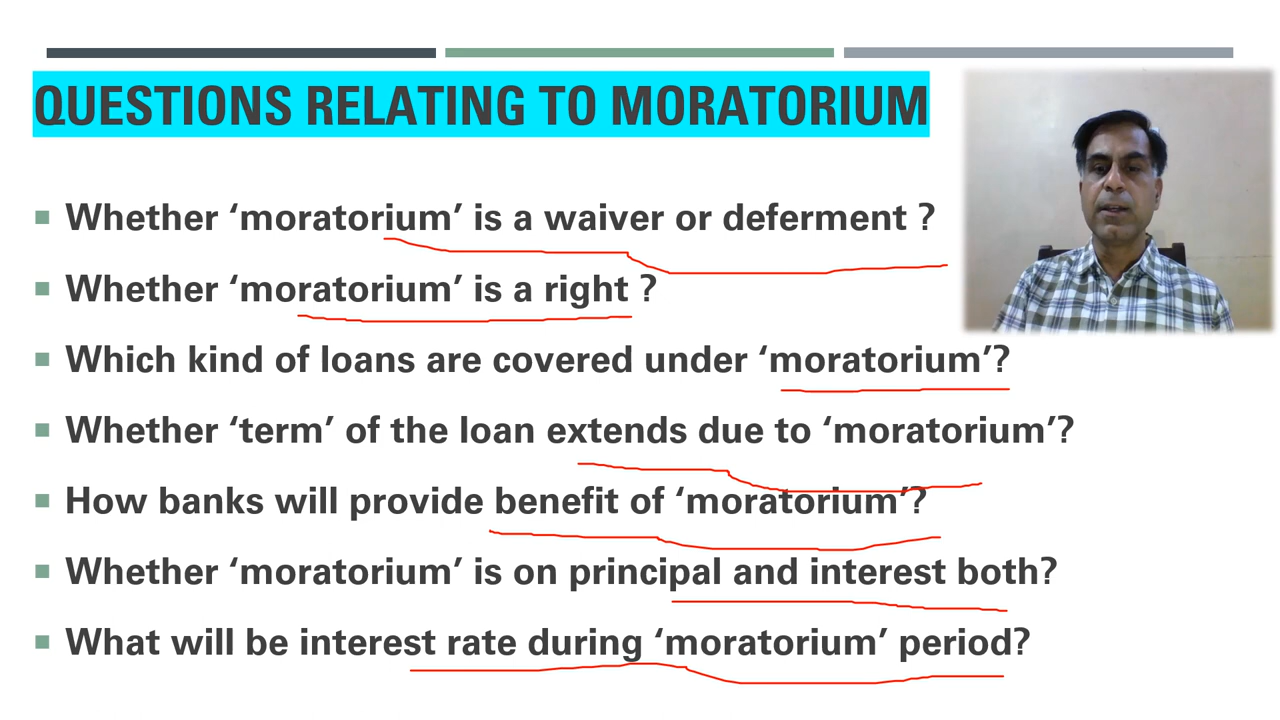 QUESTIONS RELATING TO MORATORIUM
Whether ‘moratorium’ is a waiver or deferment ?
Whether ‘moratorium’ is a right ?
Which kind of loans are covered under ‘moratorium’?
Whether ‘term’ of the loan extends due to ‘moratorium’?
How banks will provide benefit of ‘moratorium’?
Whether ‘moratorium’ is on principal and interest both?
What will be interest rate during ‘moratorium’ period?